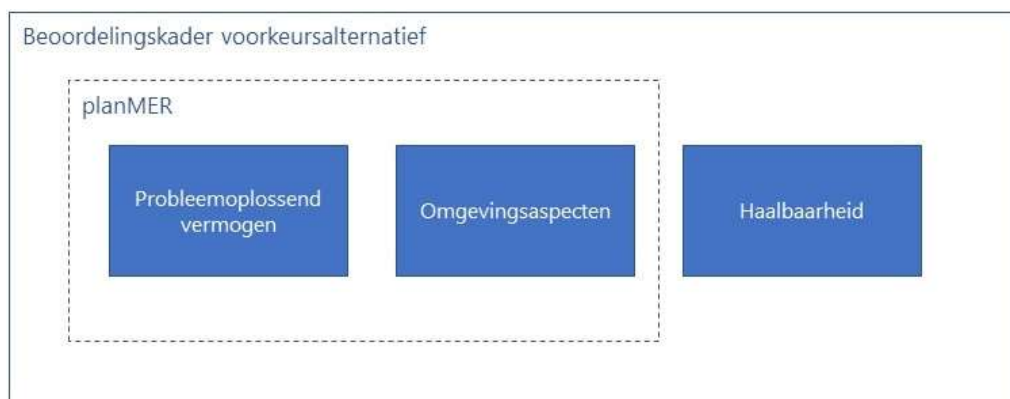 Beoordelingskader voorkeursalternatief
planMER
Probleemoplossend
vermogen
Omgevingsaspecten
Haalbaarheid